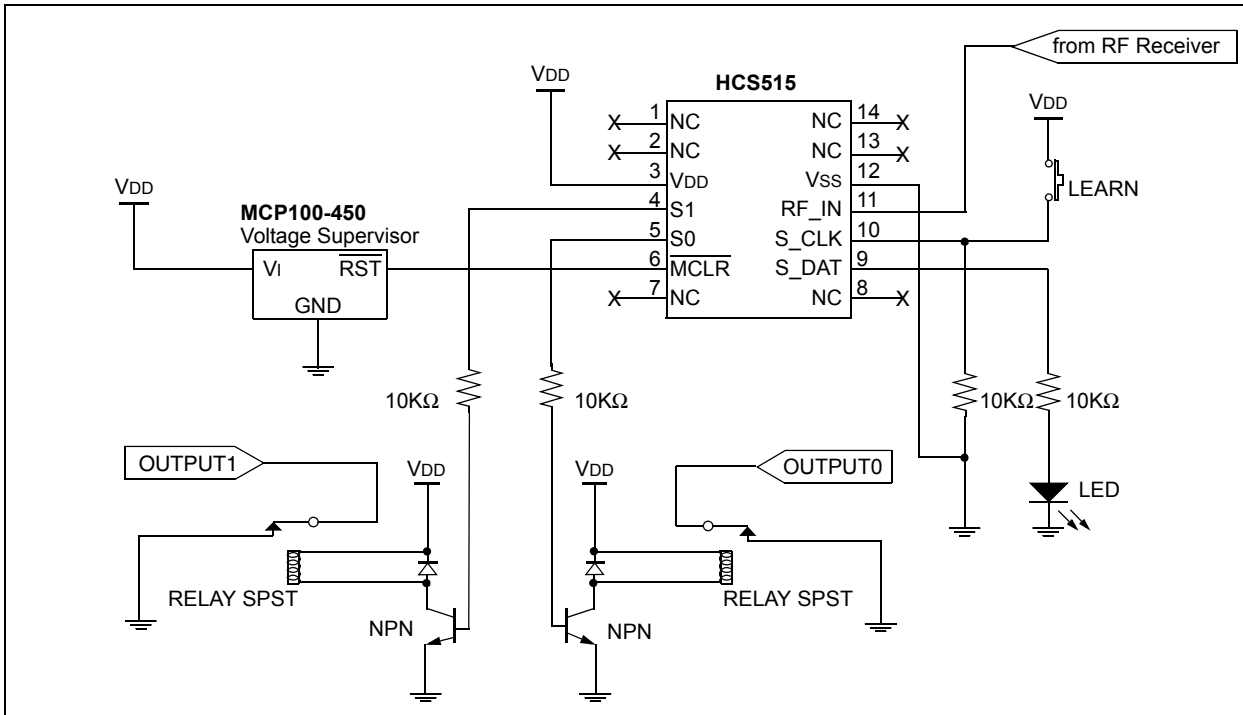 from RF Receiver
VDD
HCS515
VDD
1 NC NC 14
2 NC NC 13
3 VDD VSS 12
4 S1 RF_IN 11
5 S0 S_CLK 10
6 MCLR S_DAT 9
7 NC NC 8
X X
X X
X X
LEARN
VDD
MCP100-450
Voltage Supervisor
VI RST
GND
10KΩ 10KΩ 10KΩ 10KΩ
OUTPUT1 VDD VDD OUTPUT0
LED
RELAY SPST RELAY SPST
NPN NPN